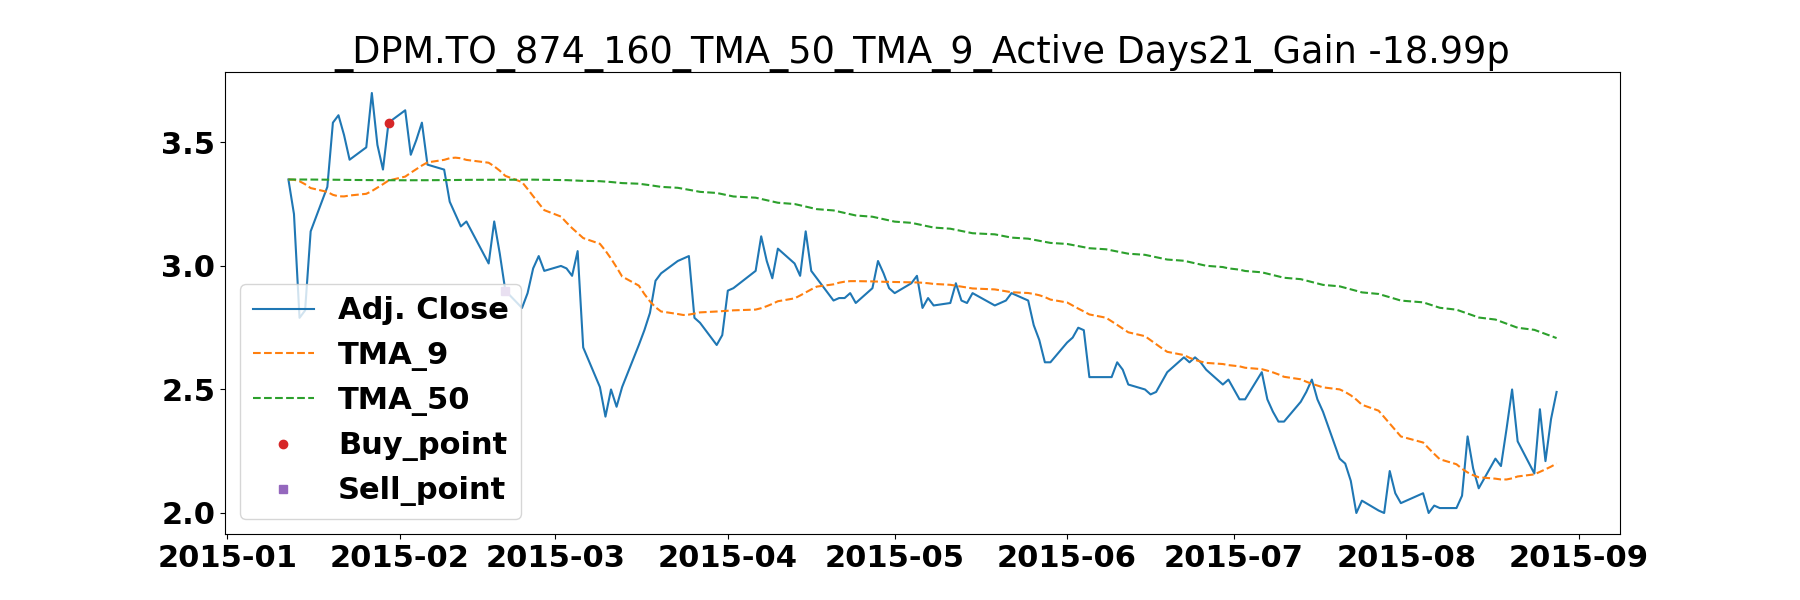 _DPM.TO_874_160_TMA_50_TMA_9_Active Days21_Gain -18.99p
3.5
3.0
2.5
2.0
Adj. Close
TMA_9
TMA_50
Buy_point
Sell_point
2015-01 2015-02 2015-03 2015-04 2015-05 2015-06 2015-07 2015-08 2015-09